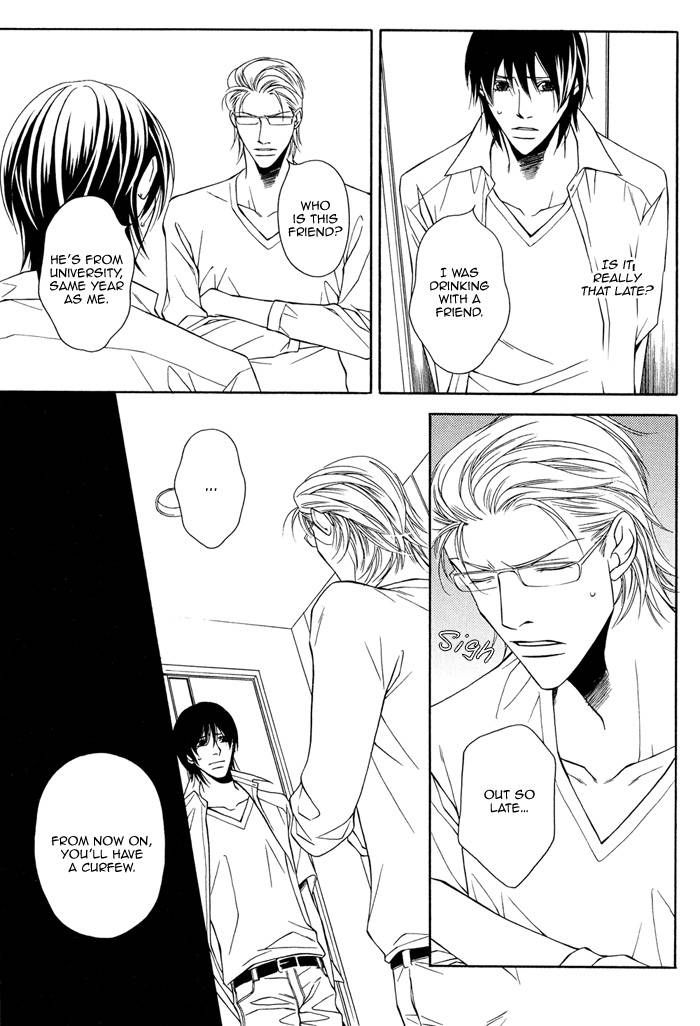 I WAS
DRINKING
WITH A
FRIEND.
IS IT
REALLY
THAT LATE?
WHO
IS THIS
FRIEND?
HE'S FROM
UNIVERSITY,
SAME YEAR
AS ME.
SIGH
OUT SO
LATE...
...
FROM NOW ON,
YOU'LL HAVE
A CURFEW.